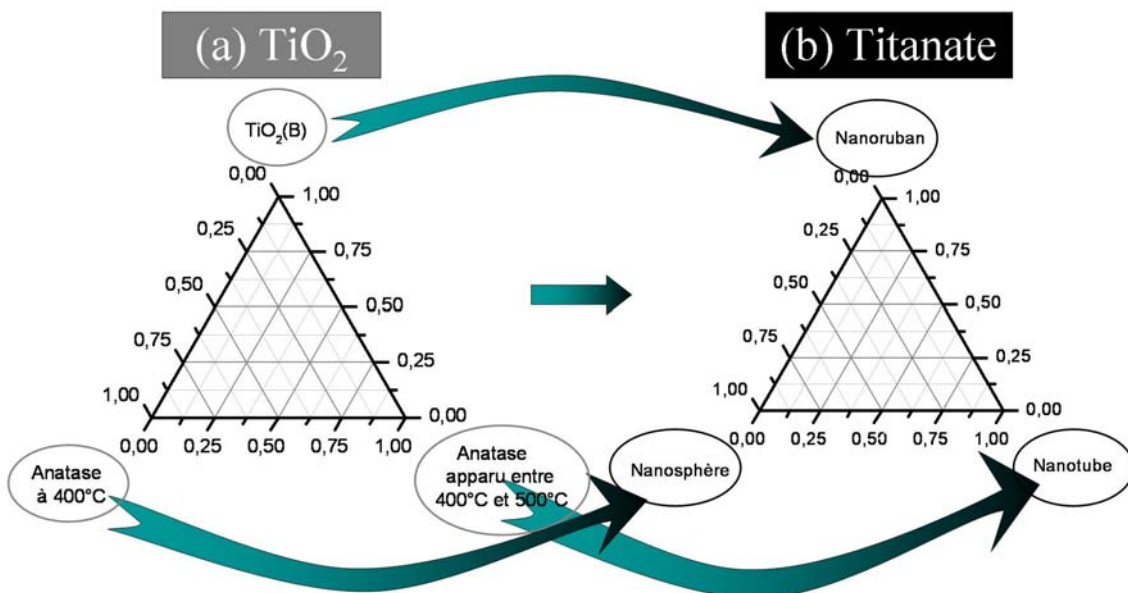 (a) TiO₂
(b) Titanate
TiO₂(B)
Nanoruban
0,00
1,00
0,25
0,75
0,50
0,50
0,75
0,25
1,00
0,00
0,00 0,25 0,50 0,75 1,00
0,00
1,00
0,25
0,75
0,50
0,50
0,75
0,25
1,00
0,00
0,00 0,25 0,50 0,75 1,00
Anatase
à 400°C
Anatase
apparu entre
400°C et 500°C
Nanosphère
Nanotube